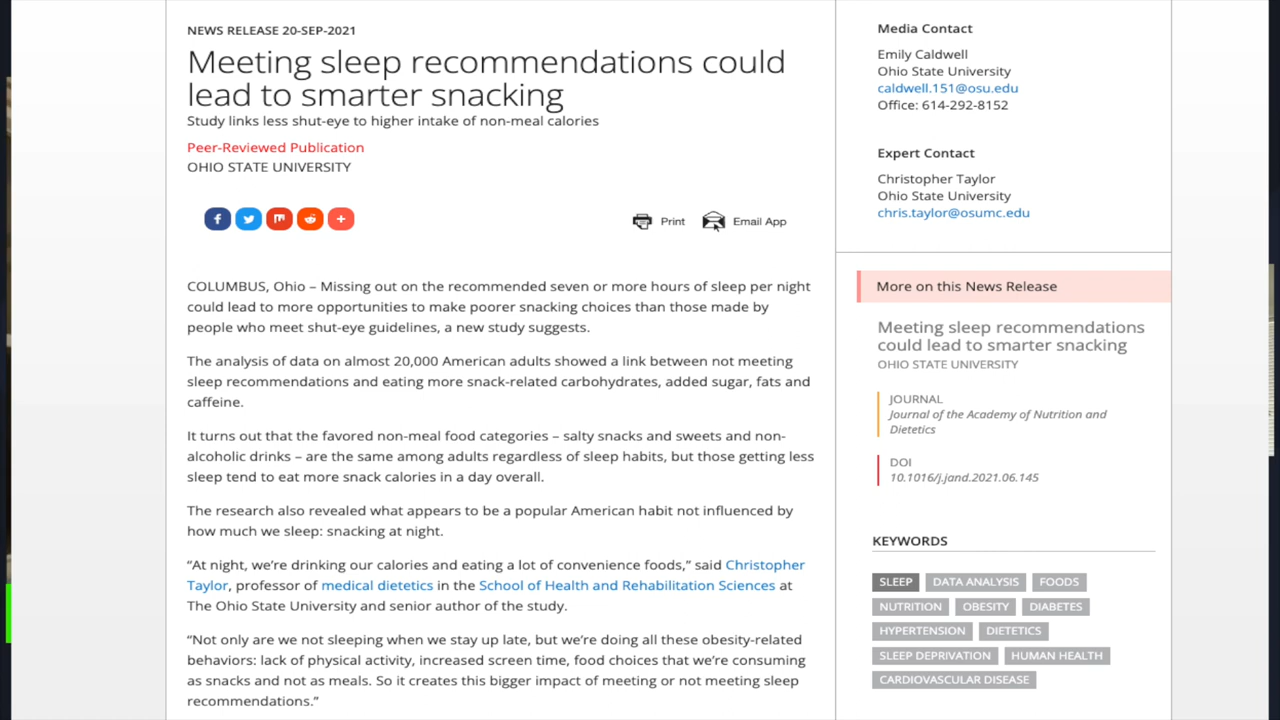 NEWS RELEASE 20-SEP-2021
Meeting sleep recommendations could
lead to smarter snacking
Study links less shut-eye to higher intake of non-meal calories
Peer-Reviewed Publication
OHIO STATE UNIVERSITY
Print
Email App
COLUMBUS, Ohio – Missing out on the recommended seven or more hours of sleep per night
could lead to more opportunities to make poorer snacking choices than those made by
people who meet shut-eye guidelines, a new study suggests.
The analysis of data on almost 20,000 American adults showed a link between not meeting
sleep recommendations and eating more snack-related carbohydrates, added sugar, fats and
caffeine.
It turns out that the favored non-meal food categories – salty snacks and sweets and non-
alcoholic drinks – are the same among adults regardless of sleep habits, but those getting less
sleep tend to eat more snack calories in a day overall.
The research also revealed what appears to be a popular American habit not influenced by
how much we sleep: snacking at night.
“At night, we’re drinking our calories and eating a lot of convenience foods,” said Christopher
Taylor, professor of medical dietetics in the School of Health and Rehabilitation Sciences at
The Ohio State University and senior author of the study.
“Not only are we not sleeping when we stay up late, but we’re doing all these obesity-related
behaviors: lack of physical activity, increased screen time, food choices that we’re consuming
as snacks and not as meals. So it creates this bigger impact of meeting or not meeting sleep
recommendations.”
Media Contact
Emily Caldwell
Ohio State University
caldwell.151@osu.edu
Office: 614-292-8152
Expert Contact
Christopher Taylor
Ohio State University
chris.taylor@osumc.edu
More on this News Release
Meeting sleep recommendations
could lead to smarter snacking
OHIO STATE UNIVERSITY
JOURNAL
Journal of the Academy of Nutrition and
Dietetics
DOI
10.1016/j.jand.2021.06.145
KEYWORDS
SLEEP DATA ANALYSIS FOODS
NUTRITION OBESITY DIABETES
HYPERTENSION DIETETICS
SLEEP DEPRIVATION HUMAN HEALTH
CARDIOVASCULAR DISEASE